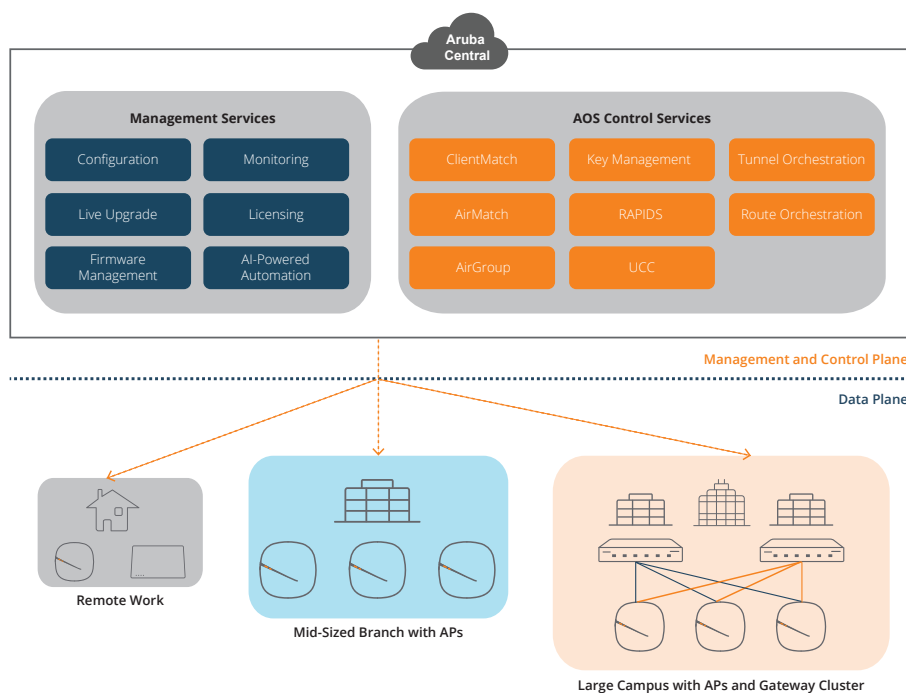 Aruba
Central
Management Services
Configuration
Monitoring
Live Upgrade
Licensing
Firmware
Management
AI-Powered
Automation
AOS Control Services
ClientMatch
Key Management
Tunnel Orchestration
AirMatch
RAPIDS
Route Orchestration
AirGroup
UCC
Management and Control Plane
Data Plane
Remote Work
Mid-Sized Branch with APs
Large Campus with APs and Gateway Cluster